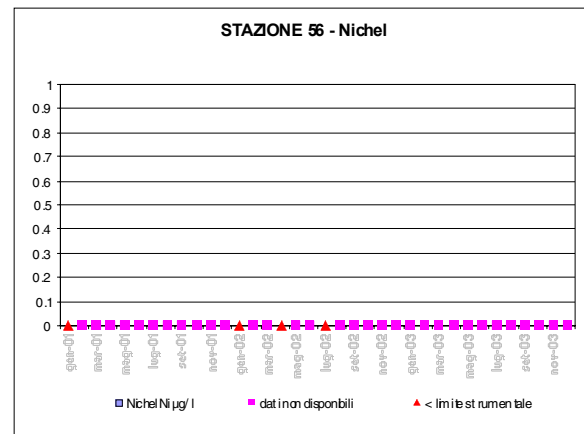 STAZIONE 56 - Nichel
1
0.9
0.8
0.7
0.6
0.5
0.4
0.3
0.2
0.1
0
gen-01
mar-01
mag-01
lug-01
set-01
nov-01
gen-02
mar-02
mag-02
lug-02
set-02
nov-02
gen-03
mar-03
mag-03
lug-03
set-03
nov-03
Nichel Ni µg/l
dati non disponbili
< limite strumentale